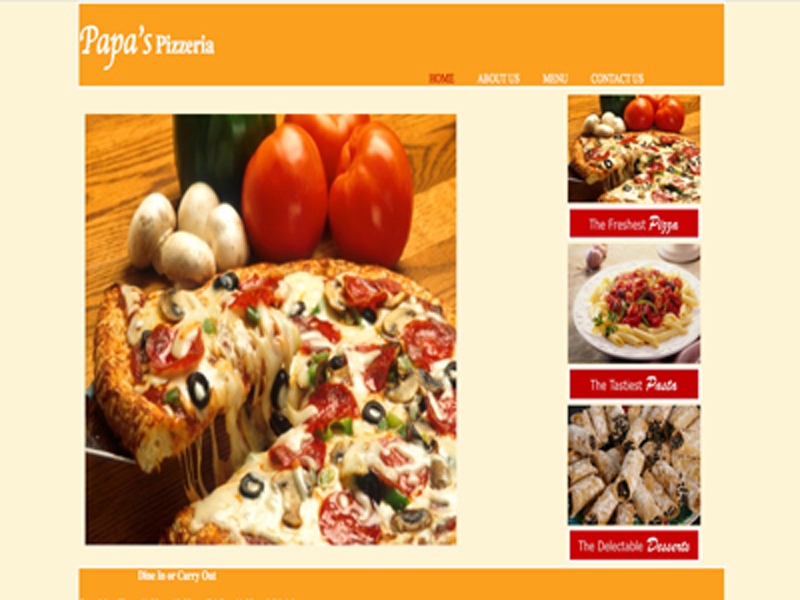 Papa's Pizzeria
HOME ABOUT US MENU CONTACT US
The Freshest Pizza
The Tastiest Pasta
The Delectable Desserts
Dine In or Carry Out